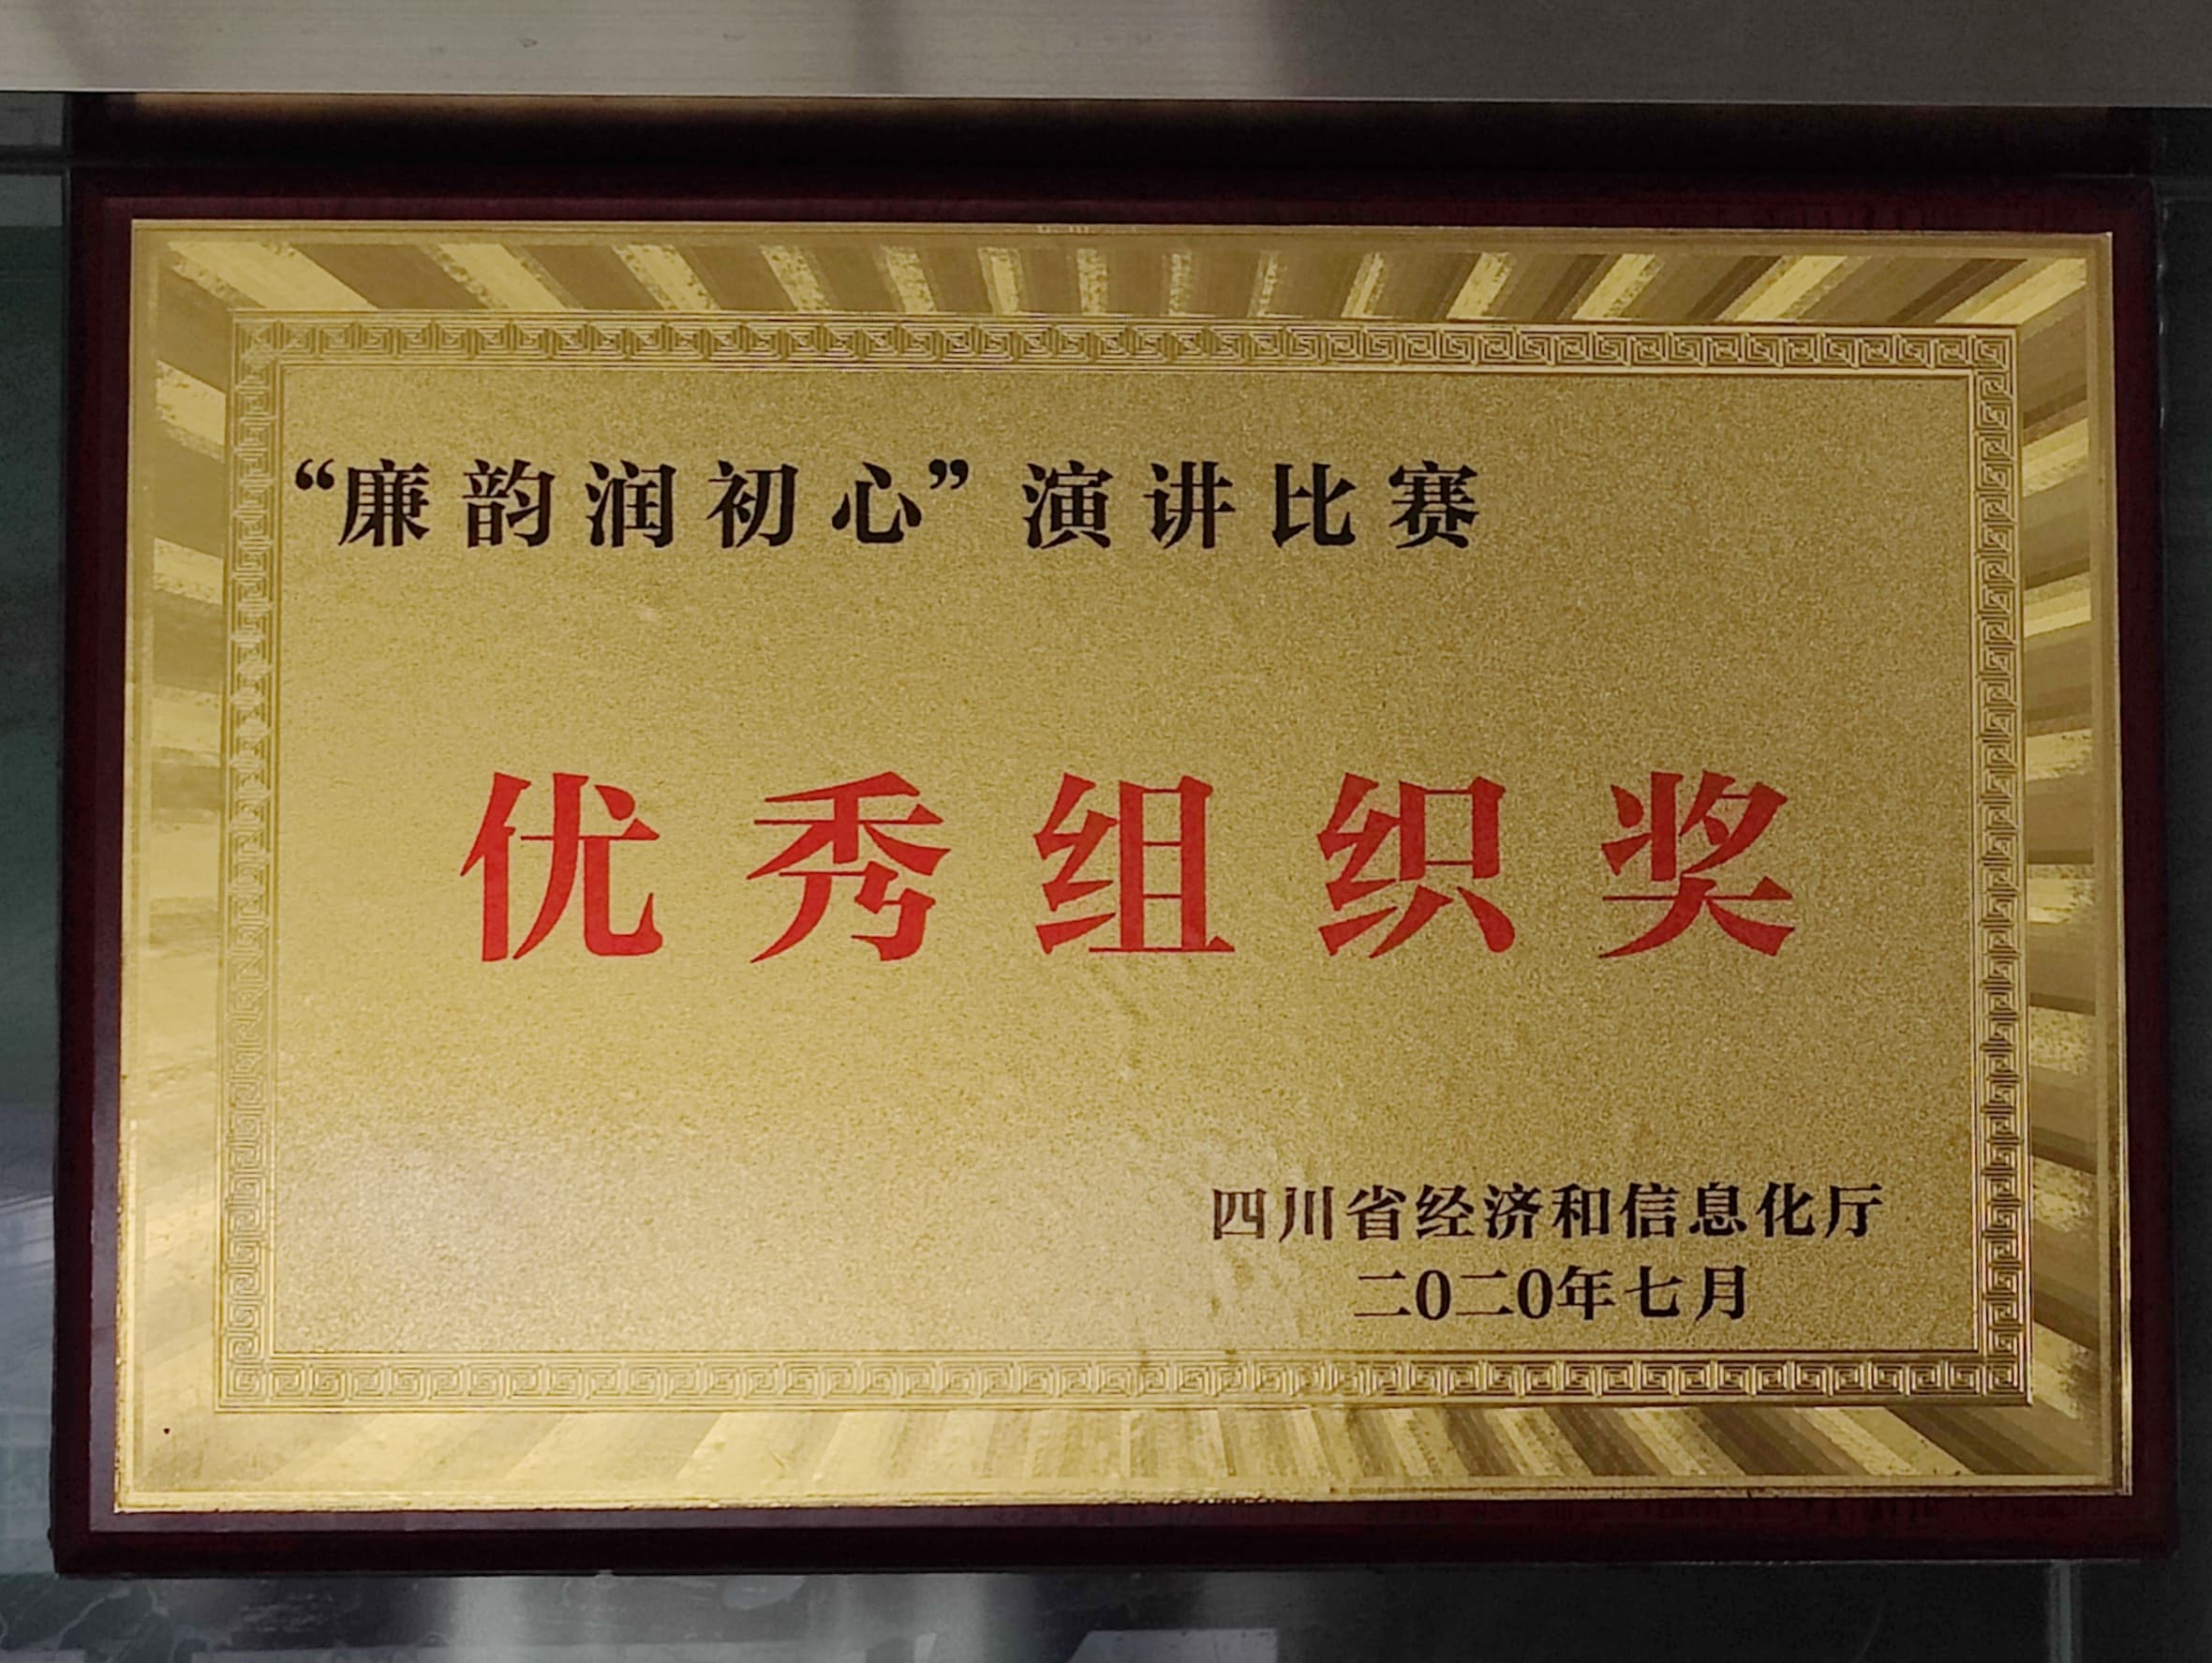 “廉韵润初心”演讲比赛
优秀组织奖
四川省经济和信息化厅
二0二0年七月